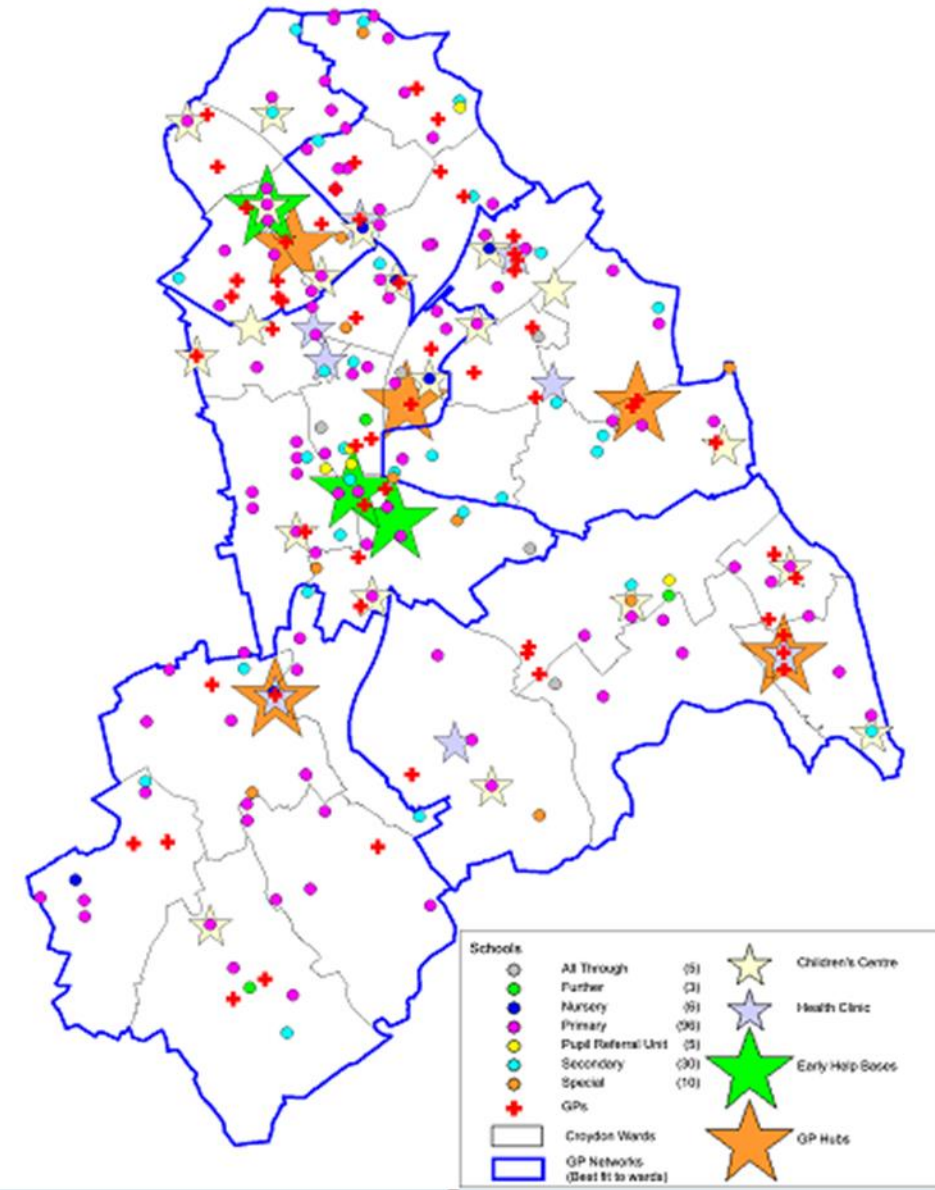 Schools
All Through (5)
Further (3)
Nursery (6)
Primary (96)
Pupil Referral Unit (5)
Secondary (30)
Special (10)
GPs
Croydon Wards
GP Networks
(Best fit to wards)
Children's Centre
Health Clinic
Early Help Bases
GP Hubs